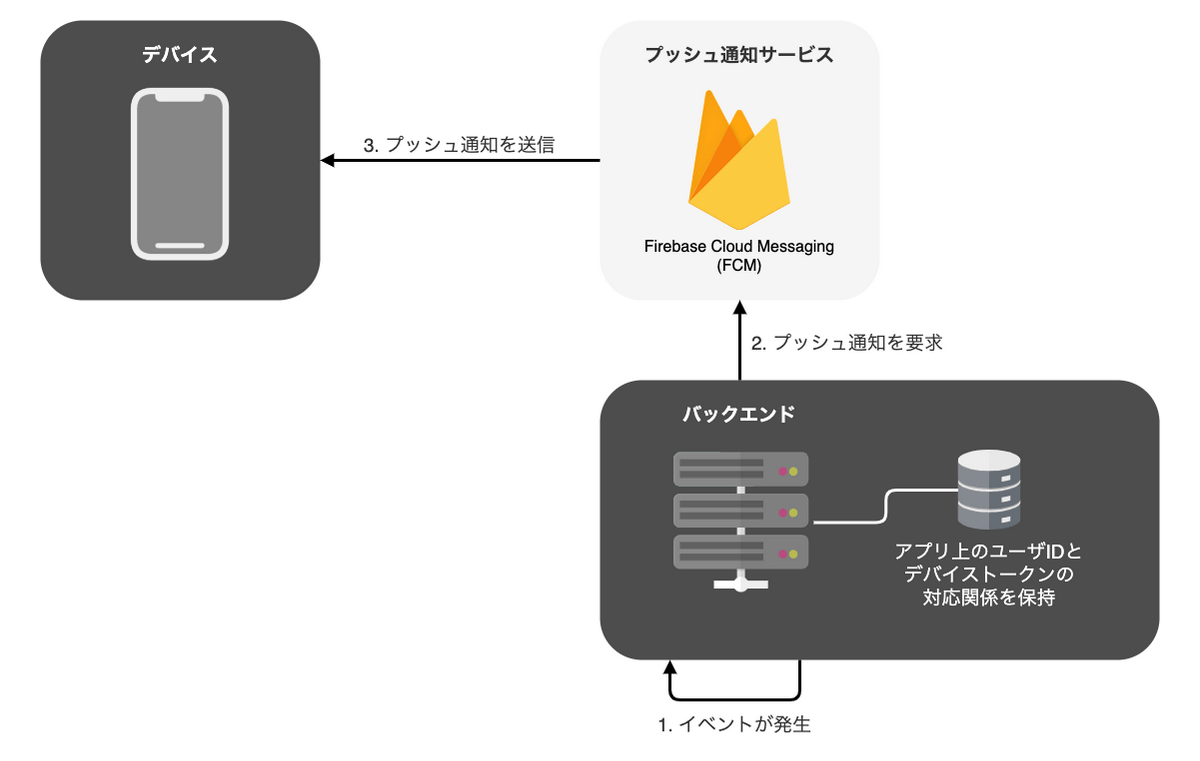 デバイス
プッシュ通知サービス
3. プッシュ通知を送信
Firebase Cloud Messaging
(FCM)
2. プッシュ通知を要求
バックエンド
アプリ上のユーザIDと
デバイストークンの
対応関係を保持
1. イベントが発生